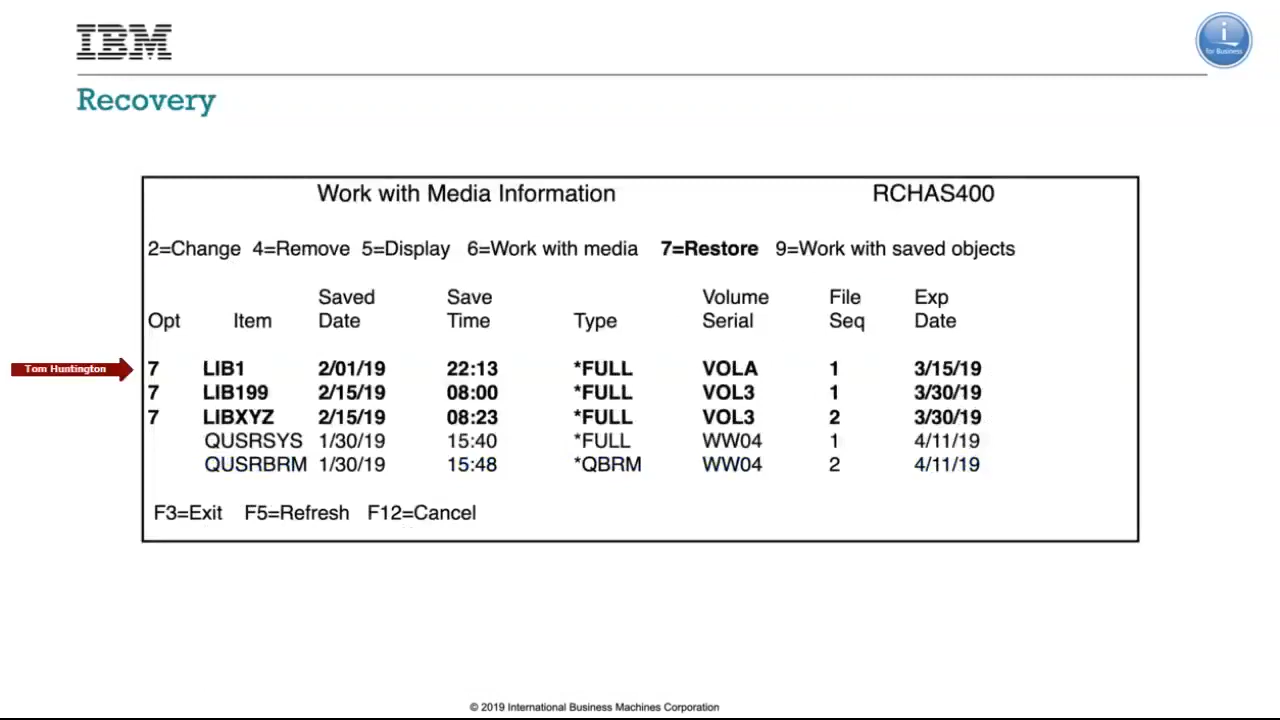 IBM
i
for Business
Recovery
Work with Media Information RCHAS400
2=Change 4=Remove 5=Display 6=Work with media 7=Restore 9=Work with saved objects
Saved Save Volume File Exp
Opt Item Date Time Type Serial Seq Date
Tom Huntington
7 LIB1 2/01/19 22:13 *FULL VOLA 1 3/15/19
7 LIB199 2/15/19 08:00 *FULL VOL3 1 3/30/19
7 LIBXYZ 2/15/19 08:23 *FULL VOL3 2 3/30/19
QUSRSYS 1/30/19 15:40 *FULL WW04 1 4/11/19
QUSRBRM 1/30/19 15:48 *QBRM WW04 2 4/11/19
F3=Exit F5=Refresh F12=Cancel
© 2019 International Business Machines Corporation